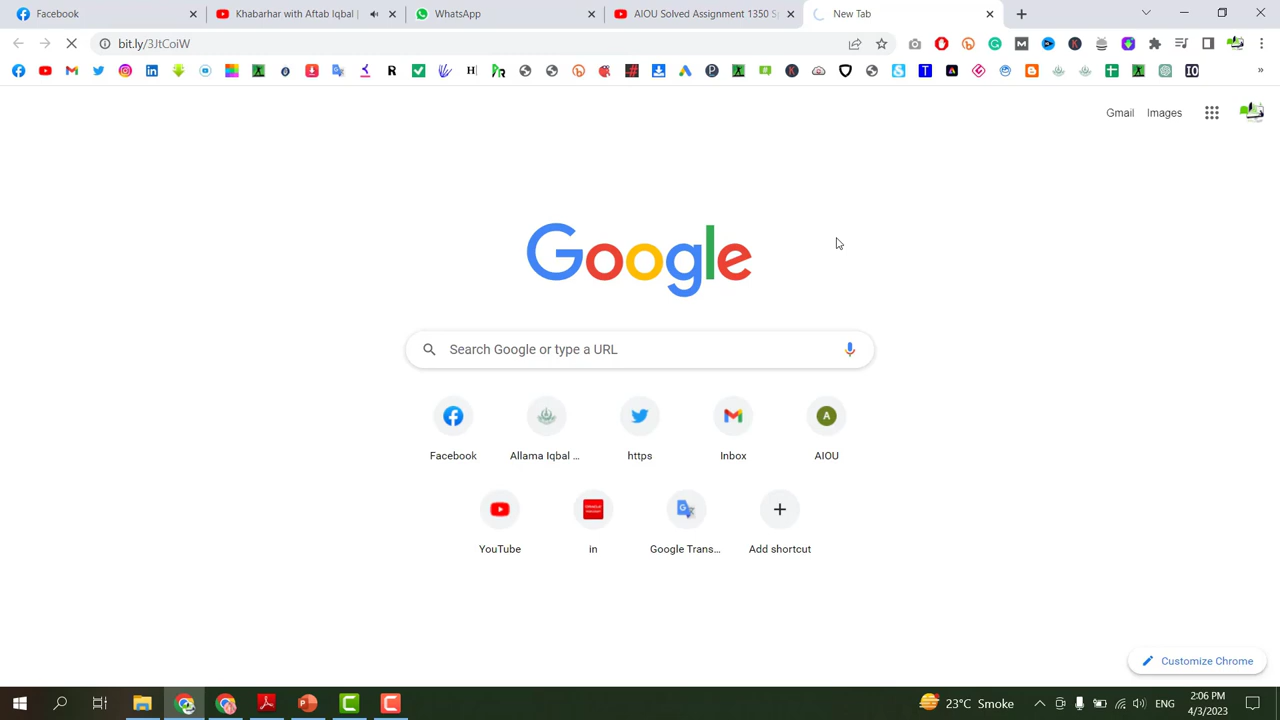 Facebook
Khabarhar with Aftab Iqbal |
WhatsApp
AIOU Solved Assignment 1350 Sp
New Tab
bit.ly/3JtCoiW
Gmail
Images
Google
Search Google or type a URL
Facebook
Allama Iqbal ...
https
Inbox
A
AIOU
YouTube
in
Google Trans...
Add shortcut
Customize Chrome
23°C Smoke
ENG
2:06 PM
4/3/2023